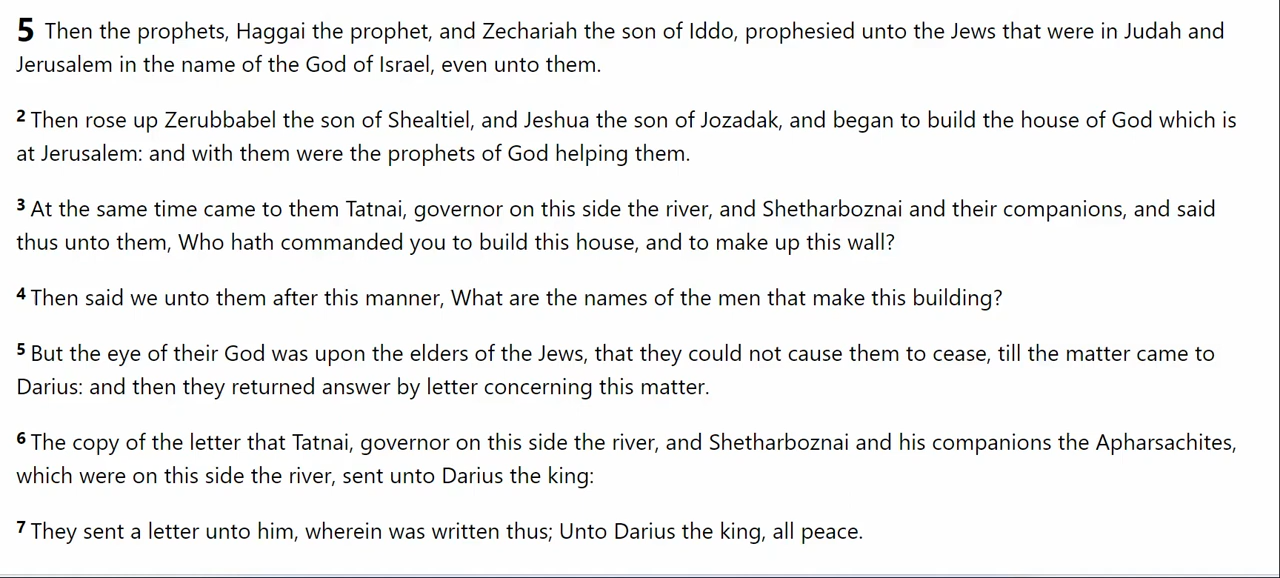 5 Then the prophets, Haggai the prophet, and Zechariah the son of Iddo, prophesied unto the Jews that were in Judah and
Jerusalem in the name of the God of Israel, even unto them.
2 Then rose up Zerubbabel the son of Shealtiel, and Jeshua the son of Jozadak, and began to build the house of God which is
at Jerusalem: and with them were the prophets of God helping them.
3 At the same time came to them Tatnai, governor on this side the river, and Shetharboznai and their companions, and said
thus unto them, Who hath commanded you to build this house, and to make up this wall?
4 Then said we unto them after this manner, What are the names of the men that make this building?
5 But the eye of their God was upon the elders of the Jews, that they could not cause them to cease, till the matter came to
Darius: and then they returned answer by letter concerning this matter.
6 The copy of the letter that Tatnai, governor on this side the river, and Shetharboznai and his companions the Apharsachites,
which were on this side the river, sent unto Darius the king:
7 They sent a letter unto him, wherein was written thus; Unto Darius the king, all peace.